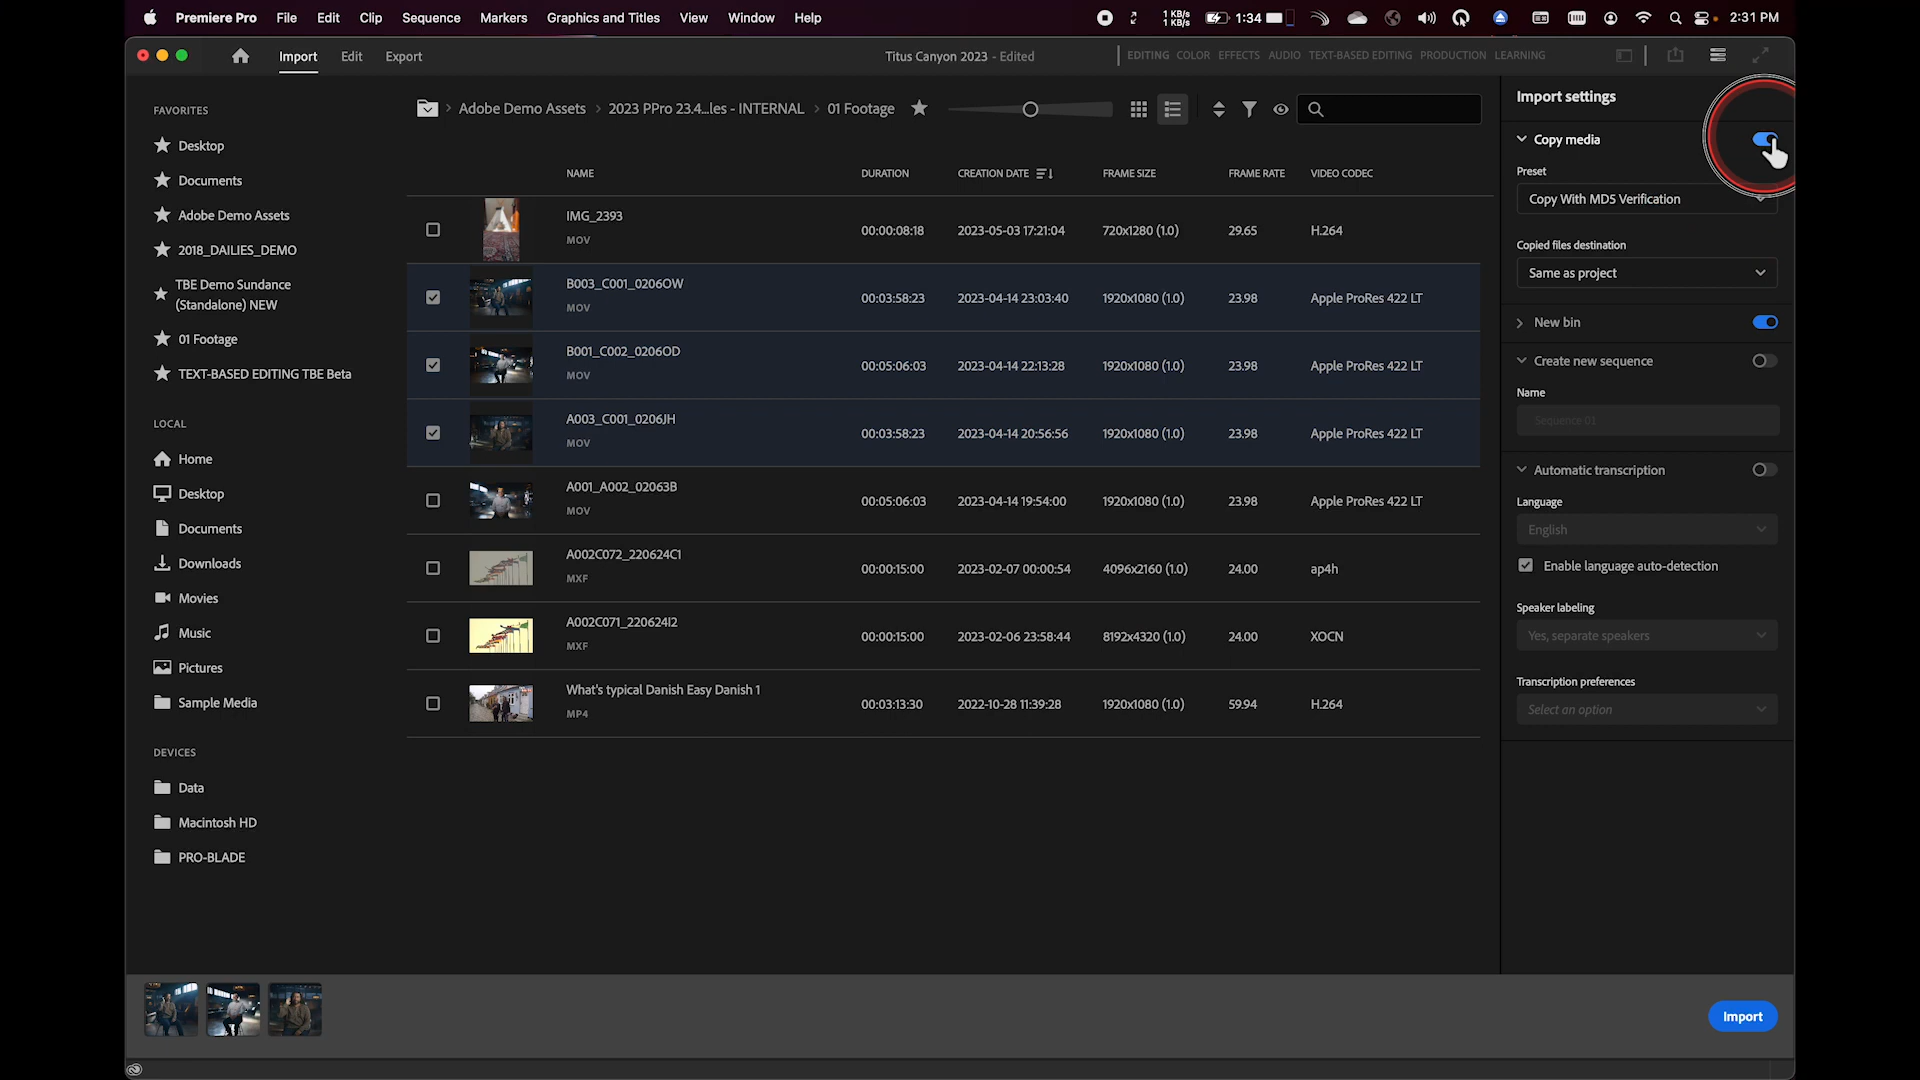 Premiere Pro File Edit Clip Sequence Markers Graphics and Titles View Window Help
1 KB/s
1 KB/s
1:34
2:31 PM
Import Edit Export
Titus Canyon 2023 - Edited
EDITING COLOR EFFECTS AUDIO TEXT-BASED EDITING PRODUCTION LEARNING
FAVORITES
Desktop
Documents
Adobe Demo Assets
2018_DAILIES_DEMO
TBE Demo Sundance
(Standalone) NEW
01 Footage
TEXT-BASED EDITING TBE Beta
LOCAL
Home
Desktop
Documents
Downloads
Movies
Music
Pictures
Sample Media
DEVICES
Data
Macintosh HD
PRO-BLADE
Adobe Demo Assets > 2023 PPro 23.4...les - INTERNAL > 01 Footage
NAME DURATION CREATION DATE FRAME SIZE FRAME RATE VIDEO CODEC
IMG_2393
MOV
00:00:08:18 2023-05-03 17:21:04 720x1280 (1.0) 29.65 H.264
B003_C001_0206OW
MOV
00:03:58:23 2023-04-14 23:03:40 1920x1080 (1.0) 23.98 Apple ProRes 422 LT
B001_C002_0206OD
MOV
00:05:06:03 2023-04-14 22:13:28 1920x1080 (1.0) 23.98 Apple ProRes 422 LT
A003_C001_0206JH
MOV
00:03:58:23 2023-04-14 20:56:56 1920x1080 (1.0) 23.98 Apple ProRes 422 LT
A001_A002_02063B
MOV
00:05:06:03 2023-04-14 19:54:00 1920x1080 (1.0) 23.98 Apple ProRes 422 LT
A002C072_220624C1
MXF
00:00:15:00 2023-02-07 00:00:54 4096x2160 (1.0) 24.00 ap4h
A002C071_220624I2
MXF
00:00:15:00 2023-02-06 23:58:44 8192x4320 (1.0) 24.00 XOCN
What's typical Danish Easy Danish 1
MP4
00:03:13:30 2022-10-28 11:39:28 1920x1080 (1.0) 59.94 H.264
Import settings
Copy media
Preset
Copy With MD5 Verification
Copied files destination
Same as project
New bin
Create new sequence
Name
Sequence 01
Automatic transcription
Language
English
Enable language auto-detection
Speaker labeling
Yes, separate speakers
Transcription preferences
Select an option
Import